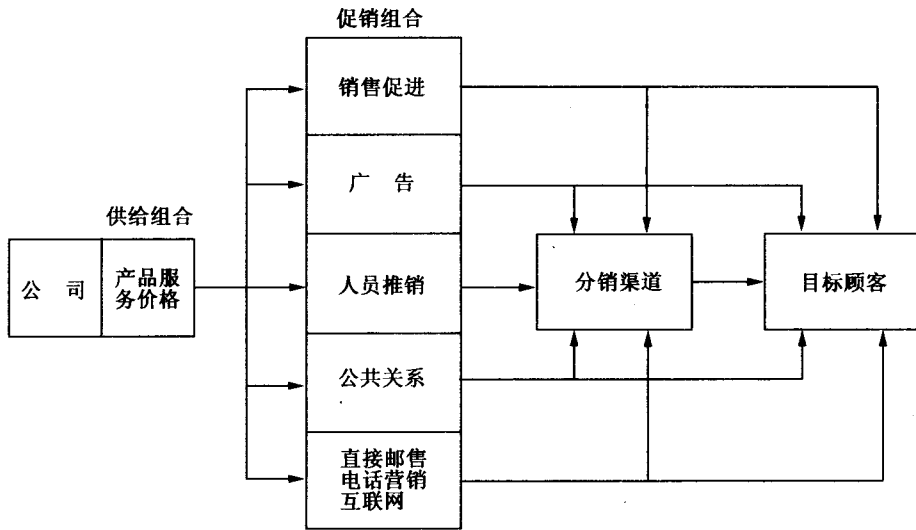 促销组合
销售促进
广 告
供给组合
公 司
产品服
务价格
人员推销
分销渠道
目标顾客
公共关系
直接邮售
电话营销
互联网